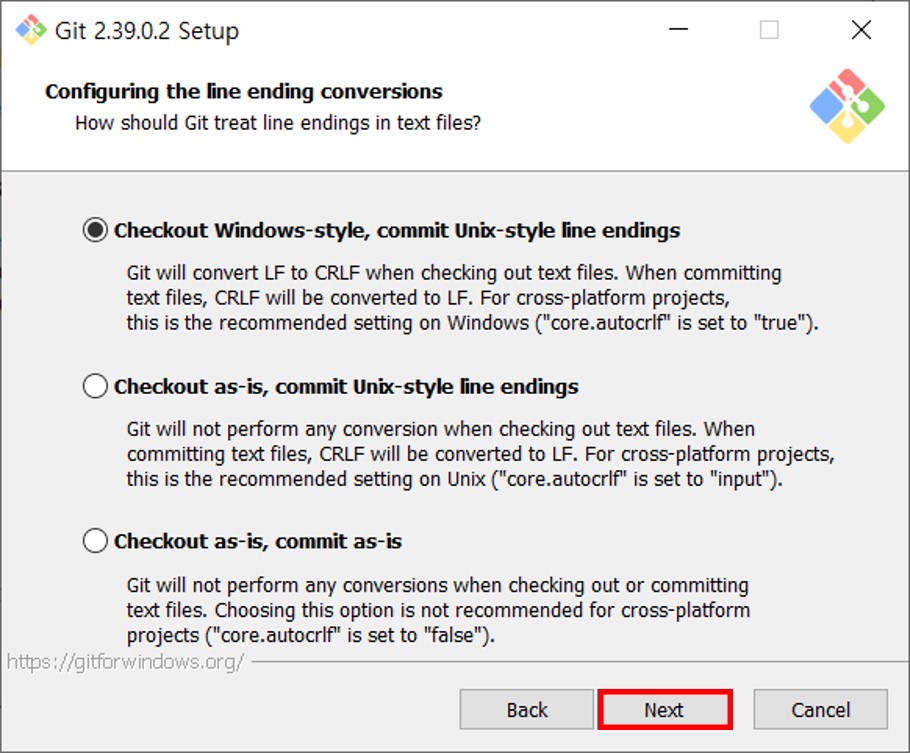 Git 2.39.0.2 Setup
Configuring the line ending conversions
How should Git treat line endings in text files?
Checkout Windows-style, commit Unix-style line endings
Git will convert LF to CRLF when checking out text files. When committing
text files, CRLF will be converted to LF. For cross-platform projects,
this is the recommended setting on Windows ("core.autocrlf" is set to "true").
Checkout as-is, commit Unix-style line endings
Git will not perform any conversion when checking out text files. When
committing text files, CRLF will be converted to LF. For cross-platform projects,
this is the recommended setting on Unix ("core.autocrlf" is set to "input").
Checkout as-is, commit as-is
Git will not perform any conversions when checking out or committing
text files. Choosing this option is not recommended for cross-platform
projects ("core.autocrlf" is set to "false").
https://gitforwindows.org/
Back Next Cancel